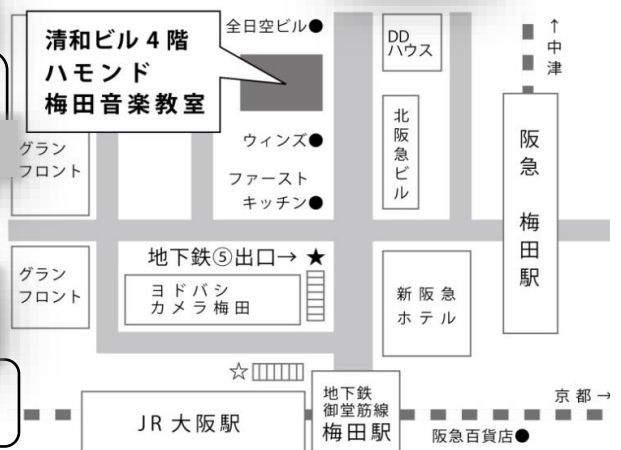 清和ビル4階
ハモンド
梅田音楽教室
全日空ビル●
DD
ハウス
↑
中
津
グラン
フロント
ウィンズ●
ファースト
キッチン●
北阪急ビル
阪急 梅田駅
地下鉄⑤出口→ ★
グラン
フロント
ヨドバシ
カメラ梅田
新阪急
ホテル
☆
JR大阪駅
地下鉄
御堂筋線
梅田駅
京都→
阪急百貨店●